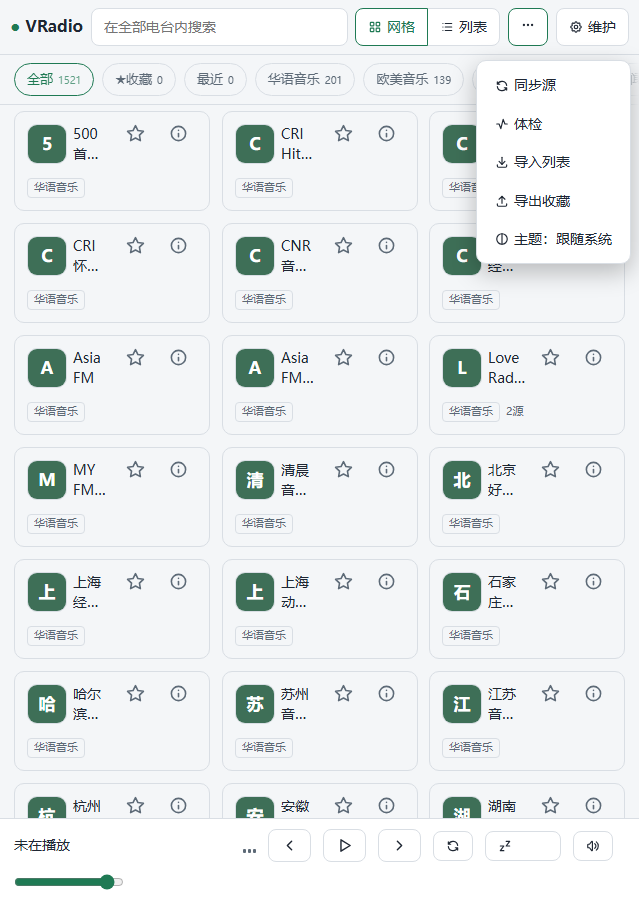 VRadio
在全部电台内搜索
网格
列表
...
维护
全部 1521
★收藏 0
最近 0
华语音乐 201
欧美音乐 139
同步源
体检
导入列表
导出收藏
主题：跟随系统
5
500
首...
华语音乐
C
CRI
Hit...
华语音乐
C
C
CRI
怀...
华语音乐
C
CNR
音...
华语音乐
C
经...
华语音乐
A
Asia
FM
华语音乐
A
Asia
FM...
华语音乐
L
Love
Rad...
华语音乐 2源
M
MY
FM...
华语音乐
清
清晨
音...
华语音乐
北
北京
好...
华语音乐
上
上海
经...
华语音乐
上
上海
动...
华语音乐
石
石家
庄...
华语音乐
哈
哈尔
滨...
华语音乐
苏
苏州
音...
华语音乐
江
江苏
音...
华语音乐
杭
杭州
安
安徽
湖
湖南
未在播放
...
zz